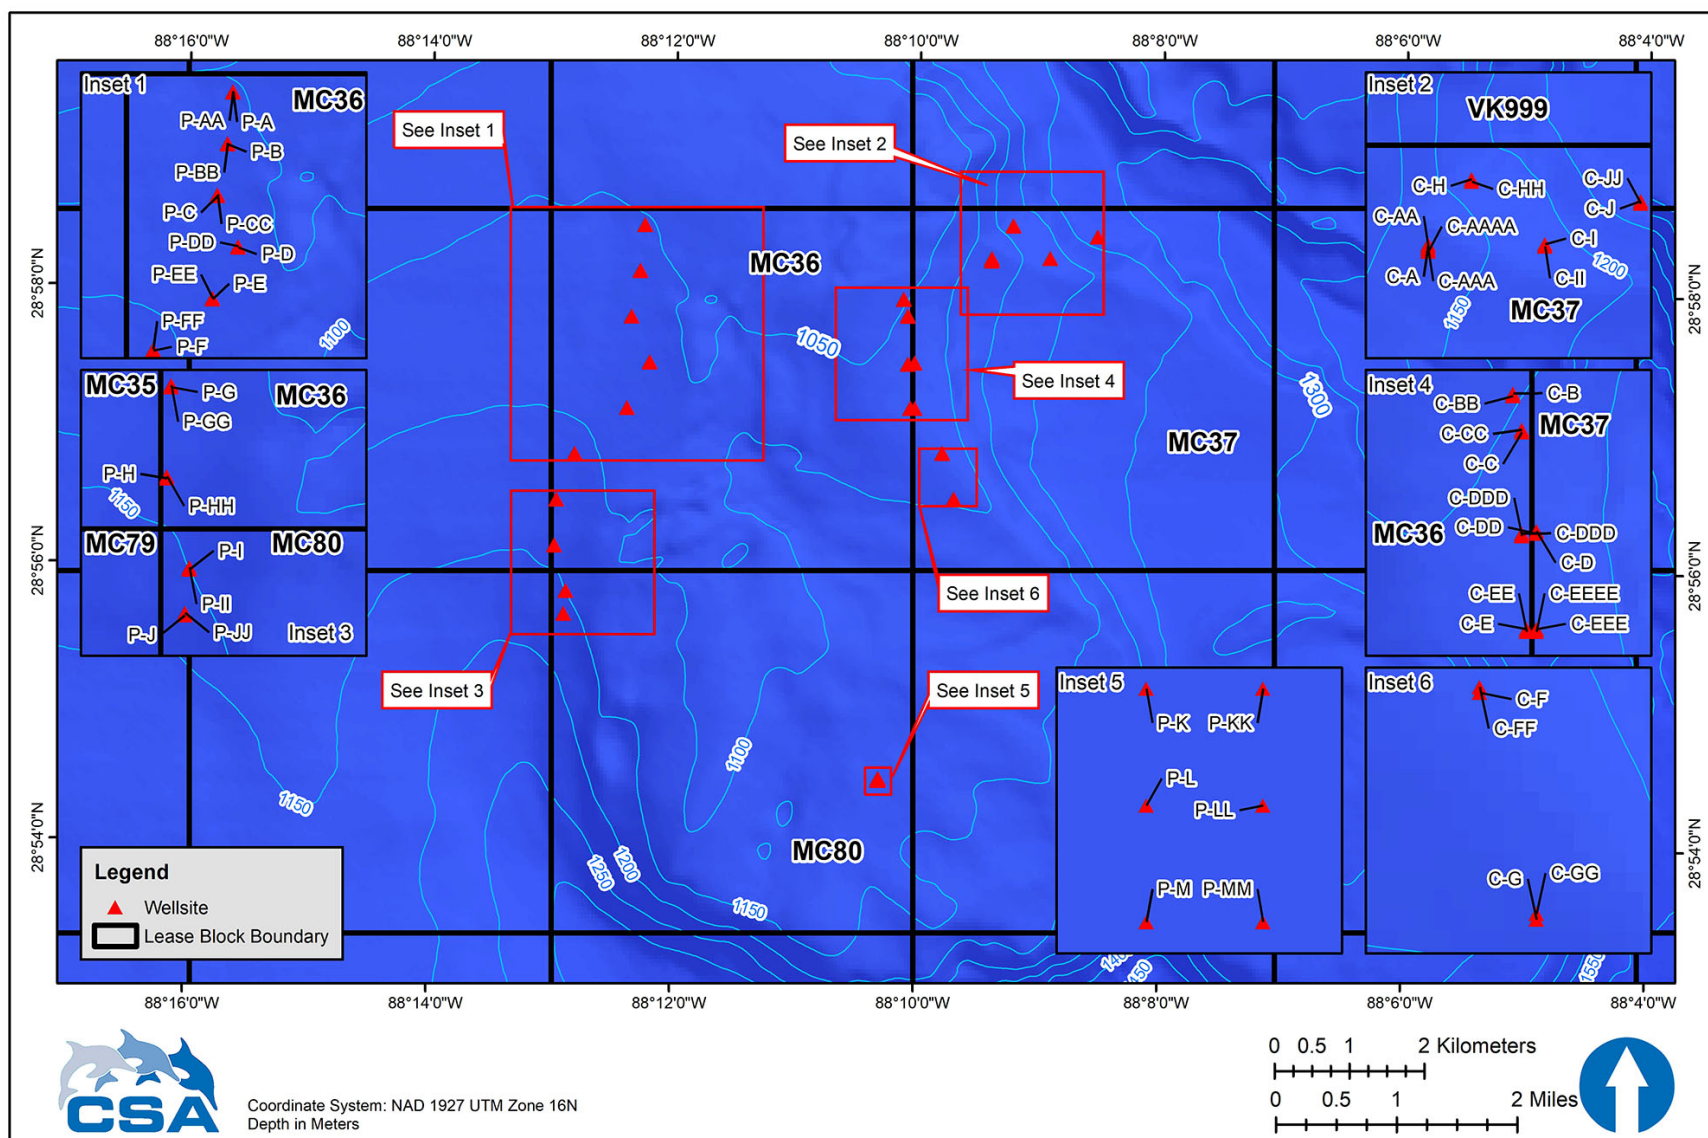 88°16'0"W
88°14'0"W
88°12'0"W
88°10'0"W
88°8'0"W
88°6'0"W
88°4'0"W
Inset 1
MC36
P-AA
P-A
P-B
P-BB
P-C
P-CC
P-DD
P-D
P-EE
P-E
P-FF
P-F
1100
See Inset 1
See Inset 2
Inset 2
VK999
C-H
C-HH
C-JJ
C-J
C-AA
C-AAAA
C-I
C-A
C-AAA
C-II
1200
1150
MC37
28°58'0"N
28°58'0"N
MC36
1050
See Inset 4
1300
MC37
MC35
MC36
P-G
P-GG
P-H
P-HH
1150
MC79
MC80
P-I
P-II
P-J
P-JJ
Inset 3
Inset 4
C-B
C-BB
MC37
C-CC
C-C
C-DDD
C-DD
C-DDD
MC36
C-D
C-EE
C-EEEE
C-E
C-EEE
28°56'0"N
28°56'0"N
See Inset 6
See Inset 3
See Inset 5
Inset 5
P-K
P-KK
P-L
P-LL
P-M
P-MM
Inset 6
C-F
C-FF
C-G
C-GG
1550
1150
1100
MC80
1200
1250
1150
28°54'0"N
28°54'0"N
Legend
Wellsite
Lease Block Boundary
88°16'0"W
88°14'0"W
88°12'0"W
88°10'0"W
88°8'0"W
88°6'0"W
88°4'0"W
CSA
Coordinate System: NAD 1927 UTM Zone 16N
Depth in Meters
0 0.5 1 2 Kilometers
0 0.5 1 2 Miles